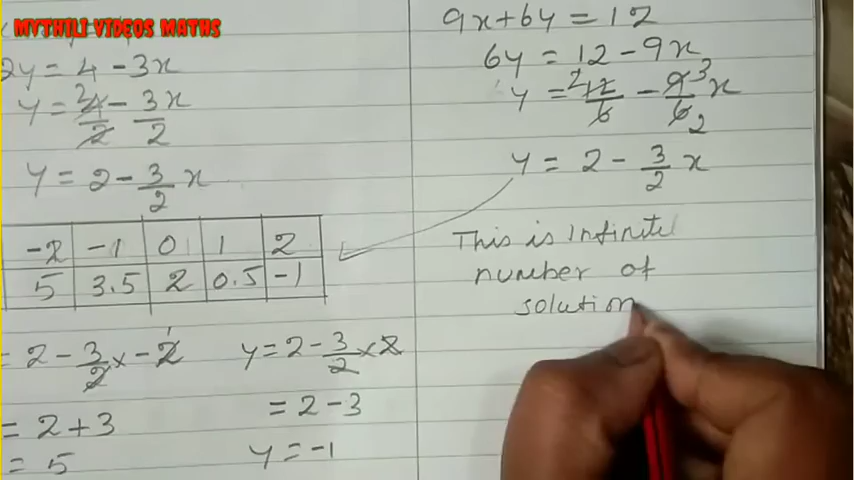 MYTHILI VIDEOS MATHS
2y = 4 - 3x
y = 4/2 - 3x/2
y = 2 - 3/2 x
-2 -1 0 1 2
5 3.5 2 0.5 -1
= 2 - 3/2 x - 2
= 2 + 3
= 5
y = 2 - 3/2 x 2
= 2 - 3
y = -1
9x + 6y = 12
6y = 12 - 9x
y = 12/6 - 9/6 x
y = 2 - 3/2 x
This is Infinite
number of
solution